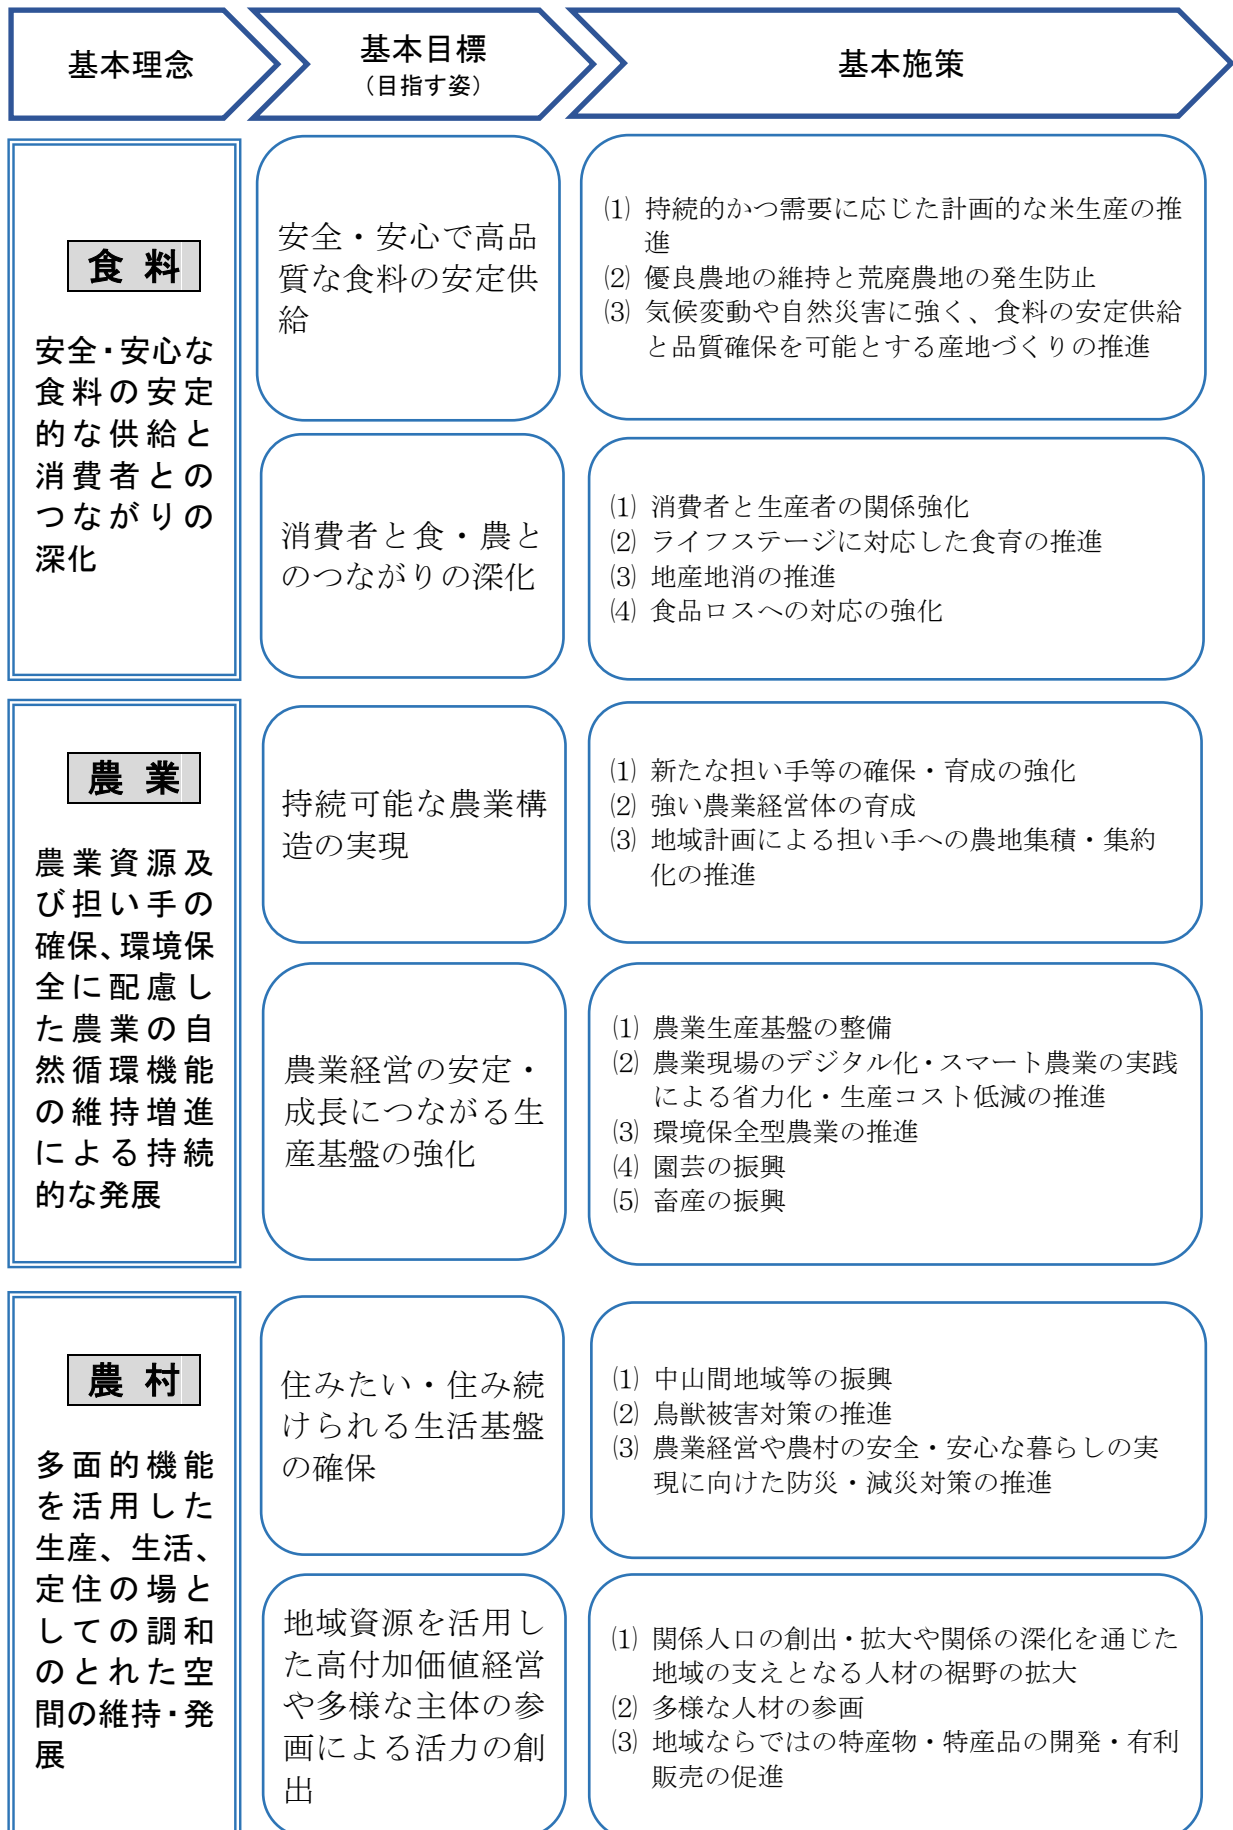 基本理念
基本目標
（目指す姿）
基本施策
食 料
安全・安心な
食料の安定
的な供給と
消費者との
つながりの
深化
安全・安心で高品
質な食料の安定供
給
⑴ 持続的かつ需要に応じた計画的な米生産の推
進
⑵ 優良農地の維持と荒廃農地の発生防止
⑶ 気候変動や自然災害に強く、食料の安定供給
と品質確保を可能とする産地づくりの推進
消費者と食・農と
のつながりの深化
⑴ 消費者と生産者の関係強化
⑵ ライフステージに対応した食育の推進
⑶ 地産地消の推進
⑷ 食品ロスへの対応の強化
農 業
農業資源及
び担い手の
確保、環境保
全に配慮し
た農業の自
然循環機能
の維持増進
による持続
的な発展
持続可能な農業構
造の実現
⑴ 新たな担い手等の確保・育成の強化
⑵ 強い農業経営体の育成
⑶ 地域計画による担い手への農地集積・集約
化の推進
農業経営の安定・
成長につながる生
産基盤の強化
⑴ 農業生産基盤の整備
⑵ 農業現場のデジタル化・スマート農業の実践
による省力化・生産コスト低減の推進
⑶ 環境保全型農業の推進
⑷ 園芸の振興
⑸ 畜産の振興
農 村
多面的機能
を活用した
生産、生活、
定住の場と
しての調和
のとれた空
間の維持・発
展
住みたい・住み続
けられる生活基盤
の確保
⑴ 中山間地域等の振興
⑵ 鳥獣被害対策の推進
⑶ 農業経営や農村の安全・安心な暮らしの実
現に向けた防災・減災対策の推進
地域資源を活用し
た高付加価値経営
や多様な主体の参
画による活力の創
出
⑴ 関係人口の創出・拡大や関係の深化を通じた
地域の支えとなる人材の裾野の拡大
⑵ 多様な人材の参画
⑶ 地域ならではの特産物・特産品の開発・有利
販売の促進